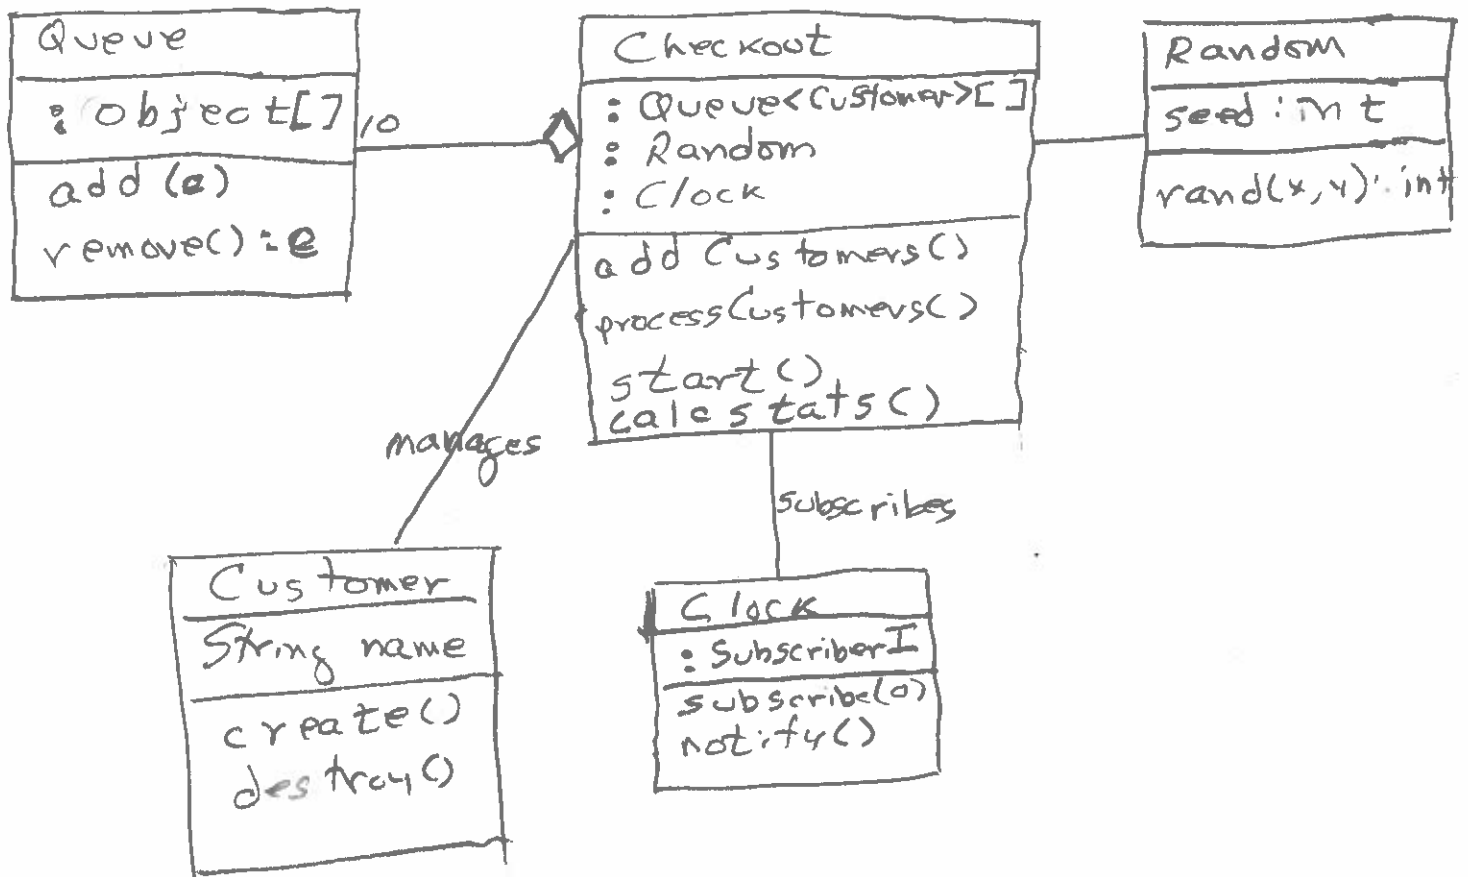 Queue
: Object[]
add(e)
remove() : e
10
Checkout
: Queue<Customer>[ ]
: Random
: Clock
addCustomers()
processCustomers()
start()
calcstats()
Random
seed : int
rand(x,y): int
manages
subscribes
Customer
String name
create()
destroy()
Clock
: SubscriberI
subscribe(o)
notify()